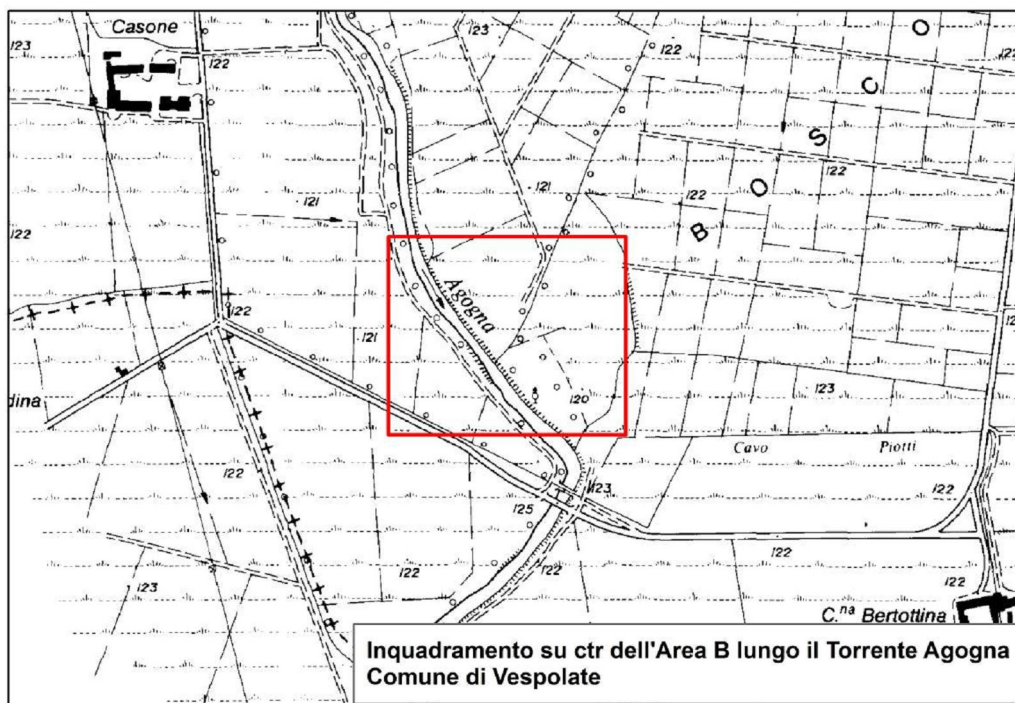 Casone
123
122
123
122
O
C
S
O
B
122
122
121
121
122
122
Agogna
122
121
120
123
dina
Cavo Piotti
122
123
125
122
122
122
122
122
123
C.na Bertottina
Inquadramento su ctr dell'Area B lungo il Torrente Agogna
Comune di Vespolate